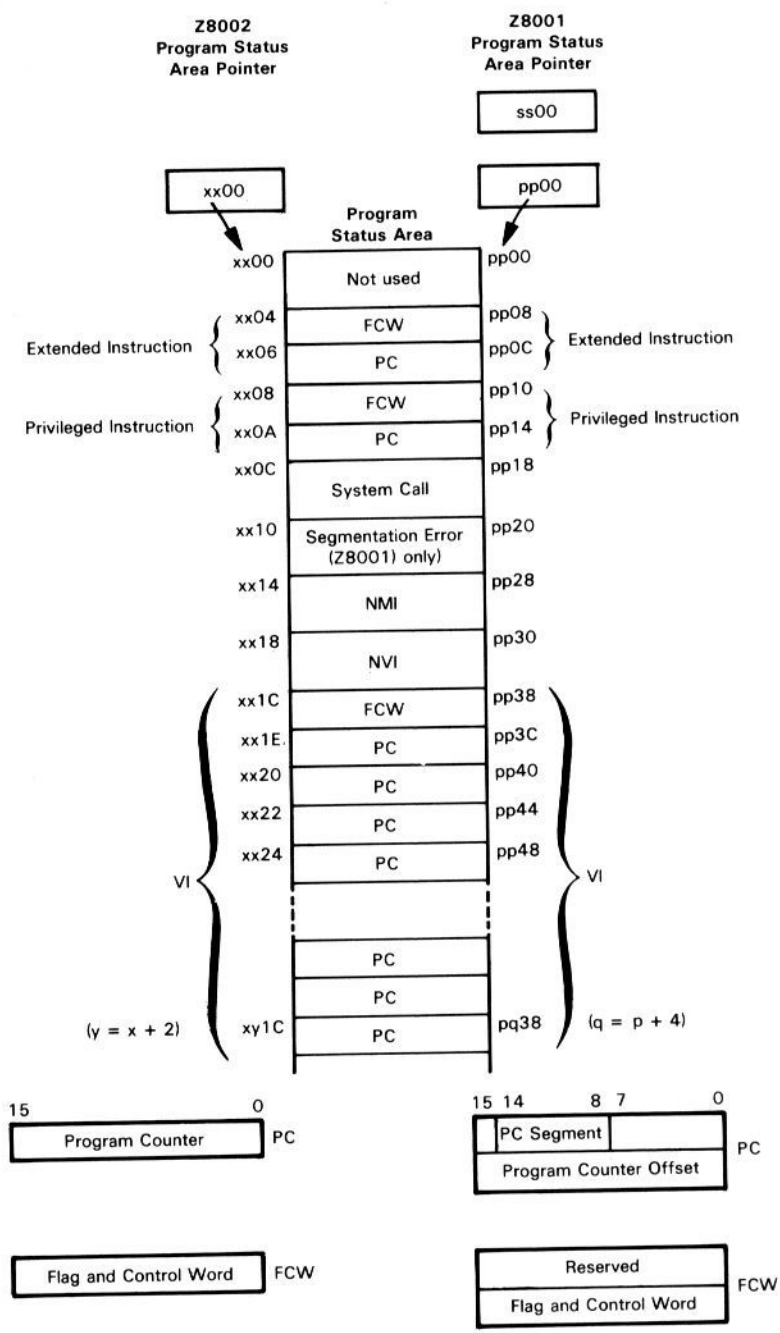 Z8002
Program Status
Area Pointer
Z8001
Program Status
Area Pointer
ss00
xx00
pp00
Program
Status Area
xx00
Not used
pp00
xx04
FCW
pp08
Extended Instruction
Extended Instruction
xx06
PC
pp0C
xx08
FCW
pp10
Privileged Instruction
Privileged Instruction
xx0A
PC
pp14
xx0C
System Call
pp18
xx10
Segmentation Error
(Z8001) only)
pp20
xx14
NMI
pp28
xx18
NVI
pp30
xx1C
FCW
pp38
xx1E.
PC
pp3C
xx20
PC
pp40
xx22
PC
pp44
xx24
PC
pp48
VI
VI
PC
PC
(y = x + 2)
xy1C
PC
pq38
(q = p + 4)
15 0
Program Counter
PC
15 14 8 7 0
PC Segment
Program Counter Offset
PC
Flag and Control Word
FCW
Reserved
Flag and Control Word
FCW